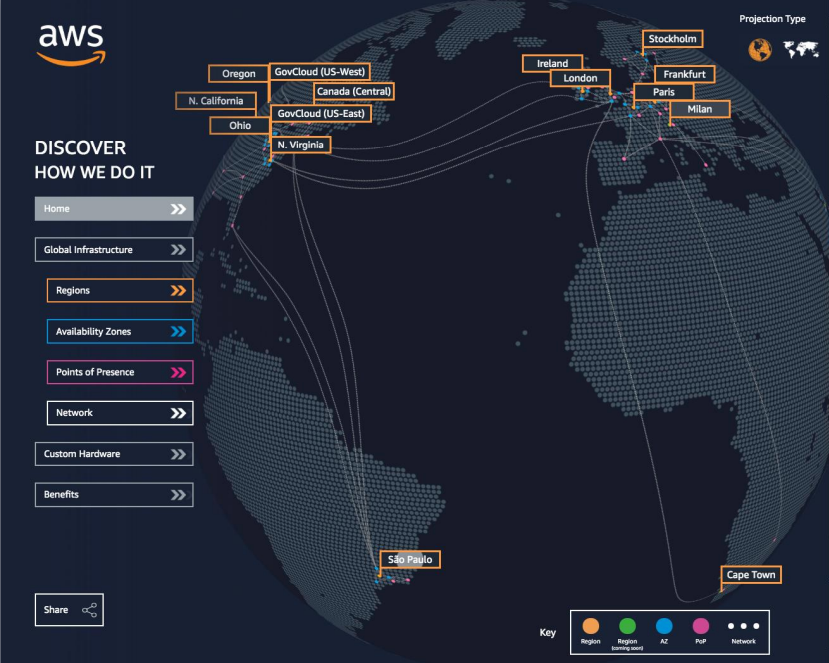 aws
Projection Type
Stockholm
Ireland
Oregon
GovCloud (US-West)
Frankfurt
London
Canada (Central)
Paris
N. California
Milan
GovCloud (US-East)
Ohio
N. Virginia
DISCOVER
HOW WE DO IT
Home
Global Infrastructure
Regions
Availability Zones
Points of Presence
Network
Custom Hardware
Benefits
São Paulo
Cape Town
Share
Key
Region
Region
(coming soon)
AZ
PoP
Network